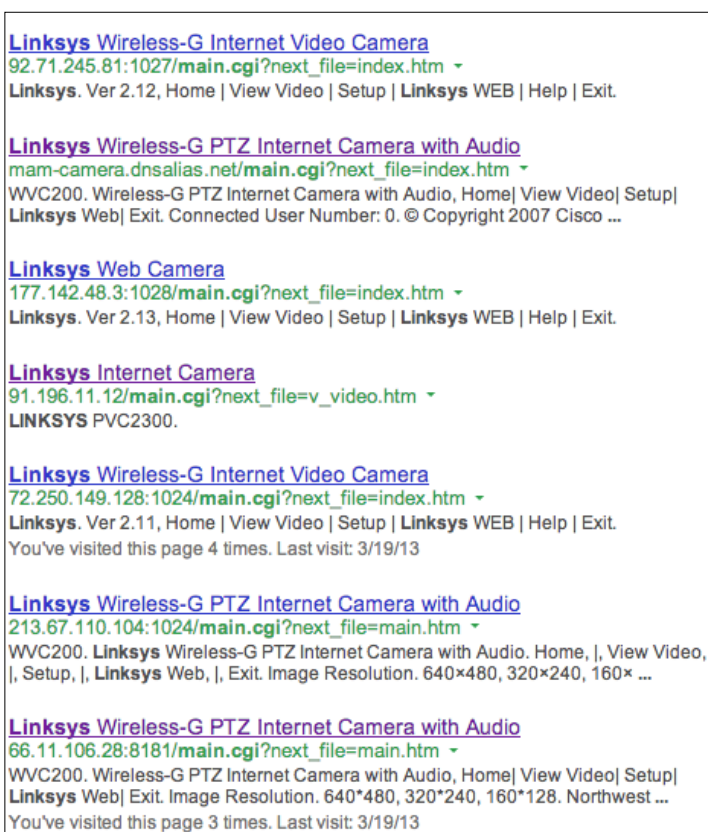 Linksys Wireless-G Internet Video Camera
92.71.245.81:1027/main.cgi?next_file=index.htm
Linksys. Ver 2.12, Home | View Video | Setup | Linksys WEB | Help | Exit.
Linksys Wireless-G PTZ Internet Camera with Audio
mam-camera.dnsalias.net/main.cgi?next_file=index.htm
WVC200. Wireless-G PTZ Internet Camera with Audio, Home| View Video| Setup|
Linksys Web| Exit. Connected User Number: 0. © Copyright 2007 Cisco ...
Linksys Web Camera
177.142.48.3:1028/main.cgi?next_file=index.htm
Linksys. Ver 2.13, Home | View Video | Setup | Linksys WEB | Help | Exit.
Linksys Internet Camera
91.196.11.12/main.cgi?next_file=v_video.htm
LINKSYS PVC2300.
Linksys Wireless-G Internet Video Camera
72.250.149.128:1024/main.cgi?next_file=index.htm
Linksys. Ver 2.11, Home | View Video | Setup | Linksys WEB | Help | Exit.
You've visited this page 4 times. Last visit: 3/19/13
Linksys Wireless-G PTZ Internet Camera with Audio
213.67.110.104:1024/main.cgi?next_file=main.htm
WVC200. Linksys Wireless-G PTZ Internet Camera with Audio. Home, |, View Video,
|, Setup, |, Linksys Web, |, Exit. Image Resolution. 640×480, 320×240, 160× ...
Linksys Wireless-G PTZ Internet Camera with Audio
66.11.106.28:8181/main.cgi?next_file=main.htm
WVC200. Wireless-G PTZ Internet Camera with Audio, Home| View Video| Setup|
Linksys Web| Exit. Image Resolution. 640*480, 320*240, 160*128. Northwest ...
You've visited this page 3 times. Last visit: 3/19/13